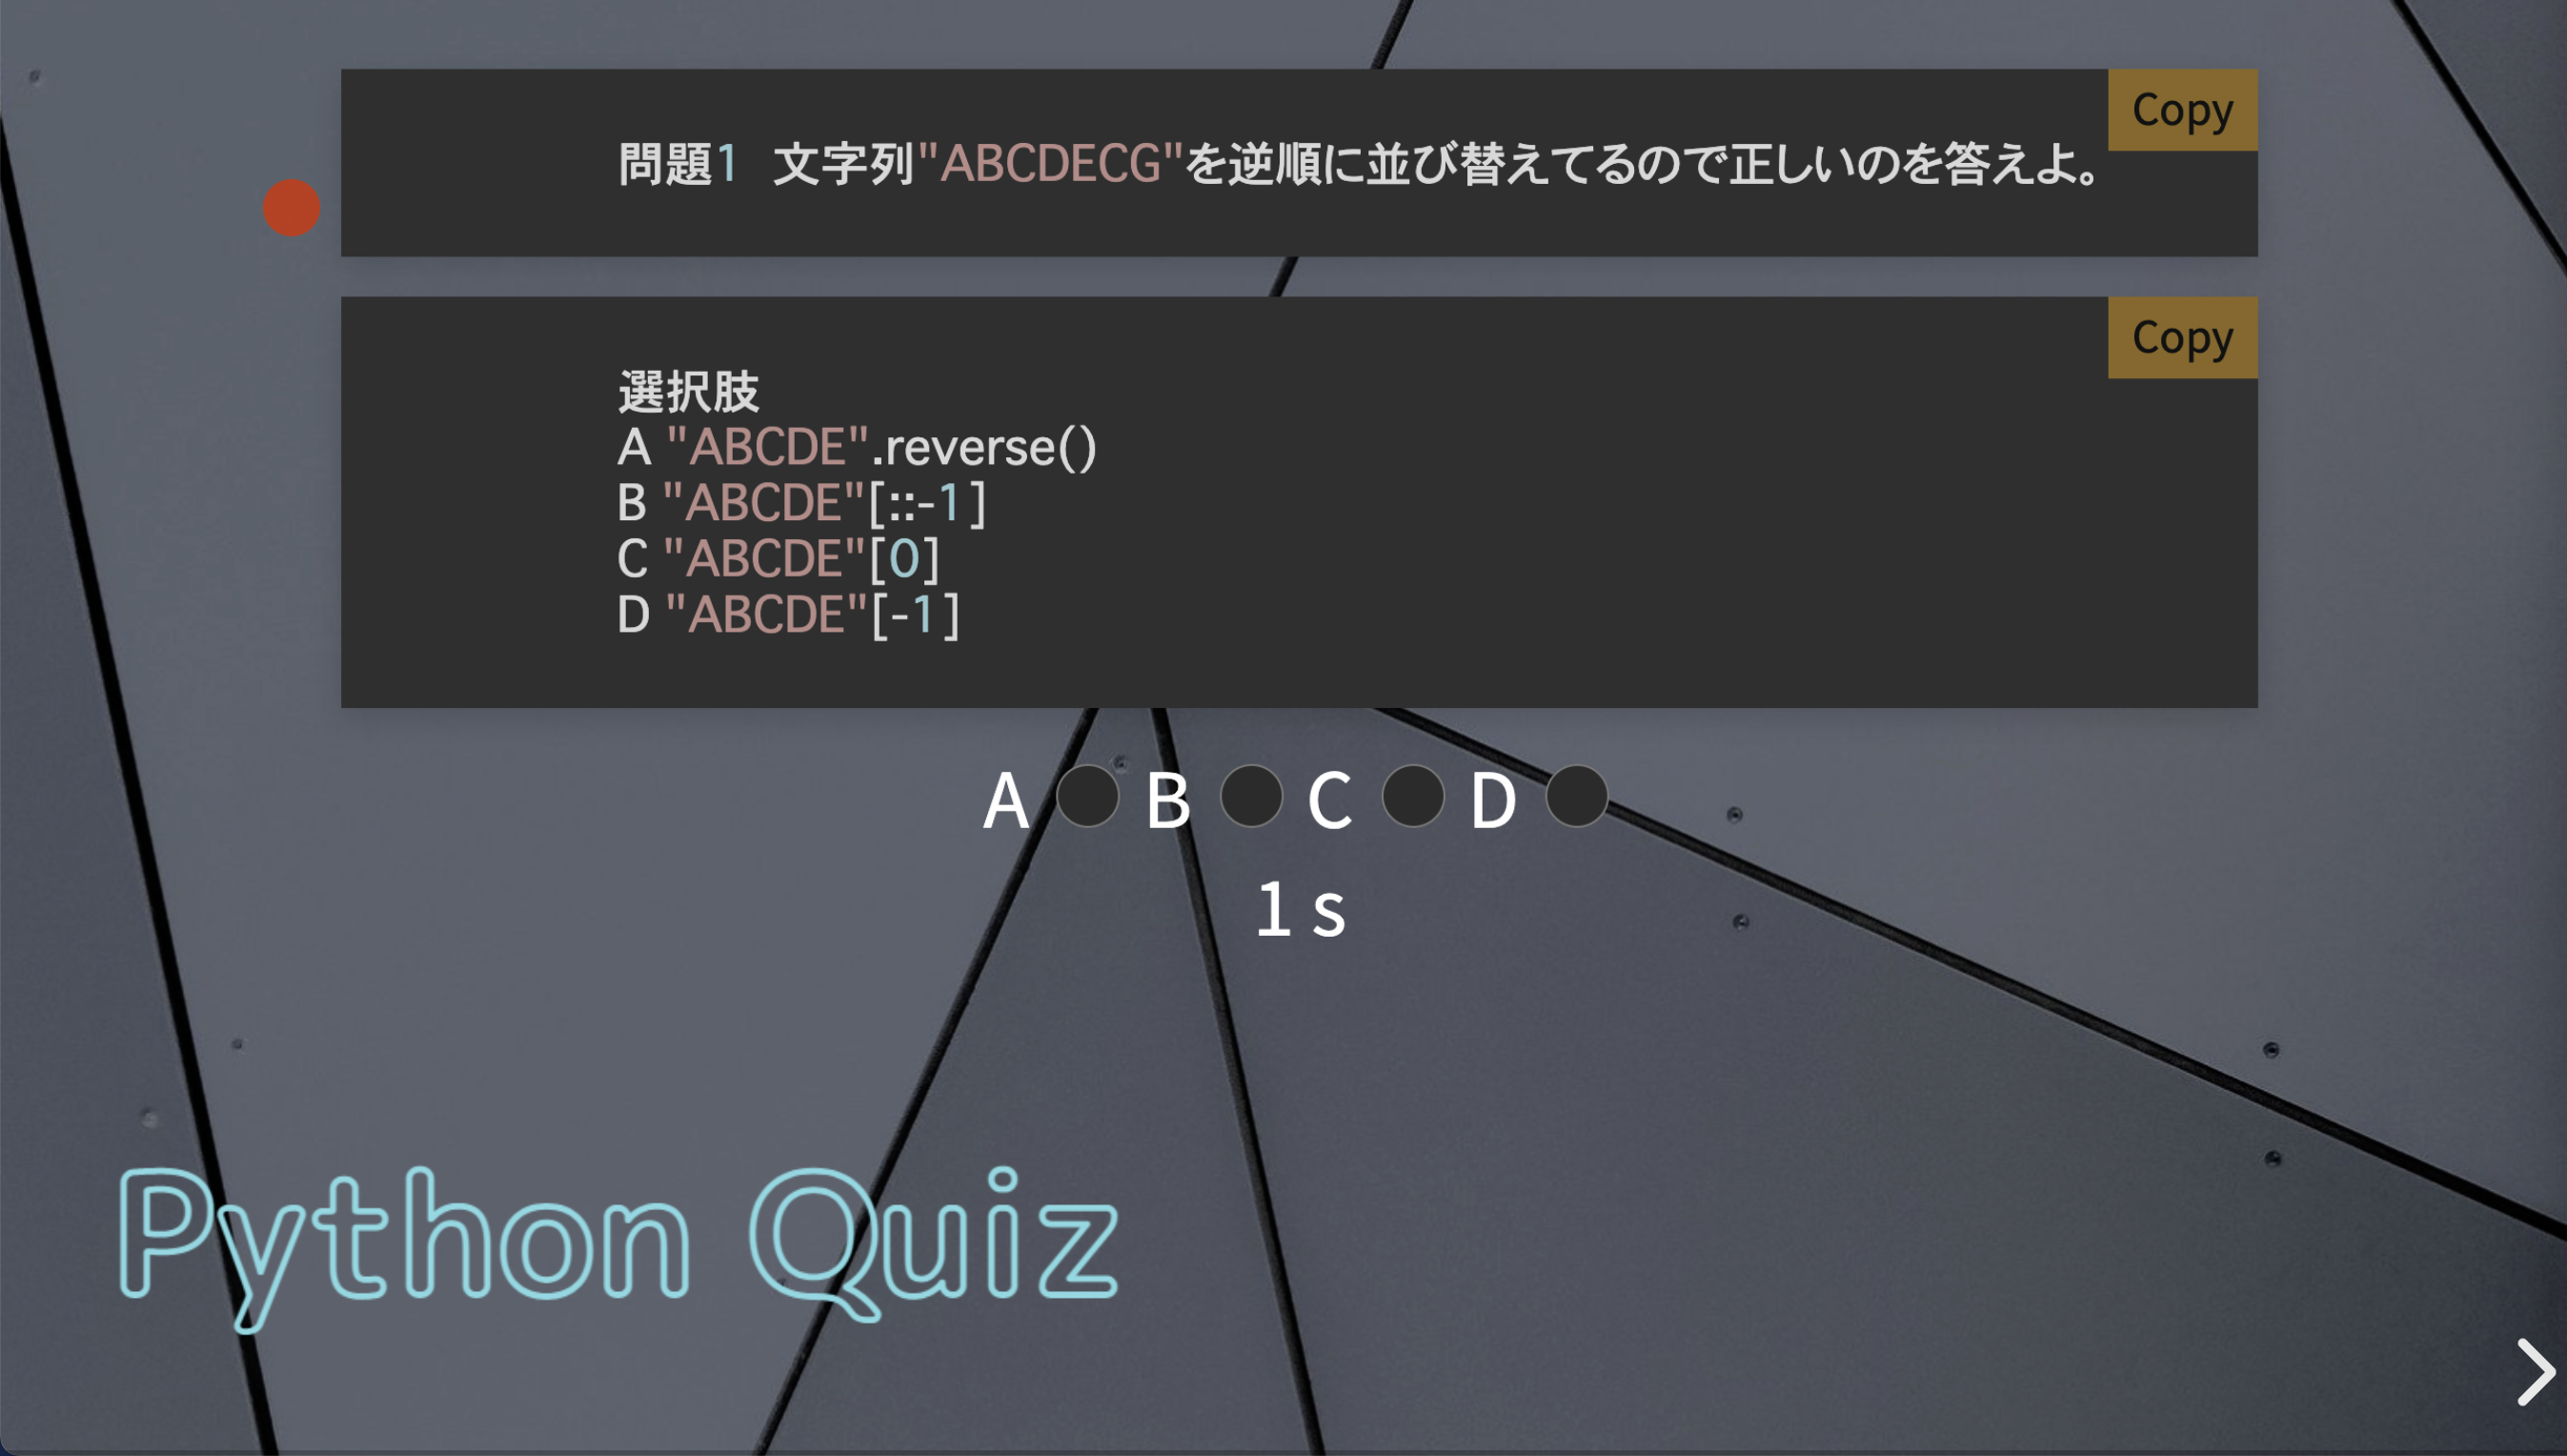 Copy
問題1 文字列"ABCDECG"を逆順に並び替えてるので正しいのを答えよ。
Copy
選択肢
A "ABCDE".reverse()
B "ABCDE"[::-1]
C "ABCDE"[0]
D "ABCDE"[-1]
A B C D
1 s
Python Quiz